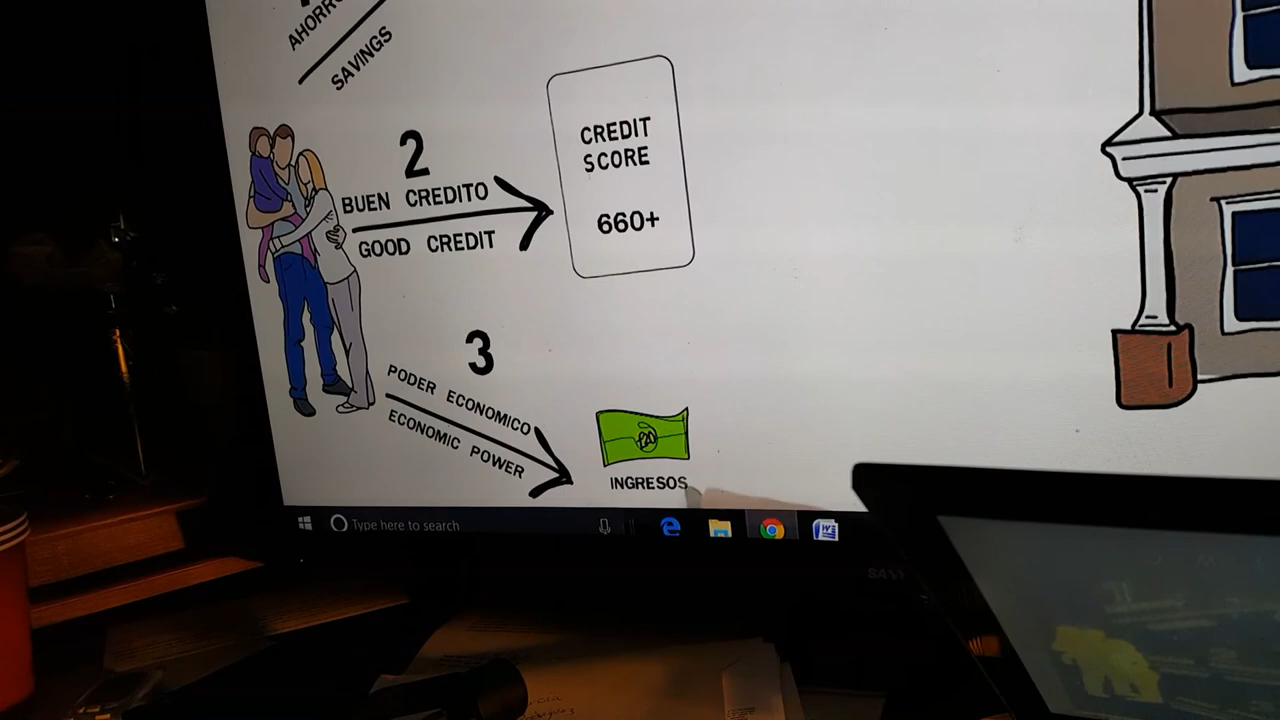 SAVINGS
2
BUEN CREDITO
GOOD CREDIT
CREDIT
SCORE
660+
3
PODER ECONOMICO
ECONOMIC POWER
20
INGRESOS
Type here to search